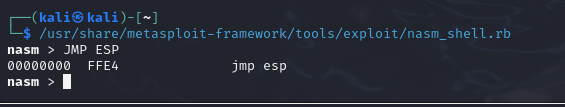 ┌──(kali㉿kali)-[~]
└─$ /usr/share/metasploit-framework/tools/exploit/nasm_shell.rb
nasm > JMP ESP
00000000  FFE4              jmp esp
nasm >